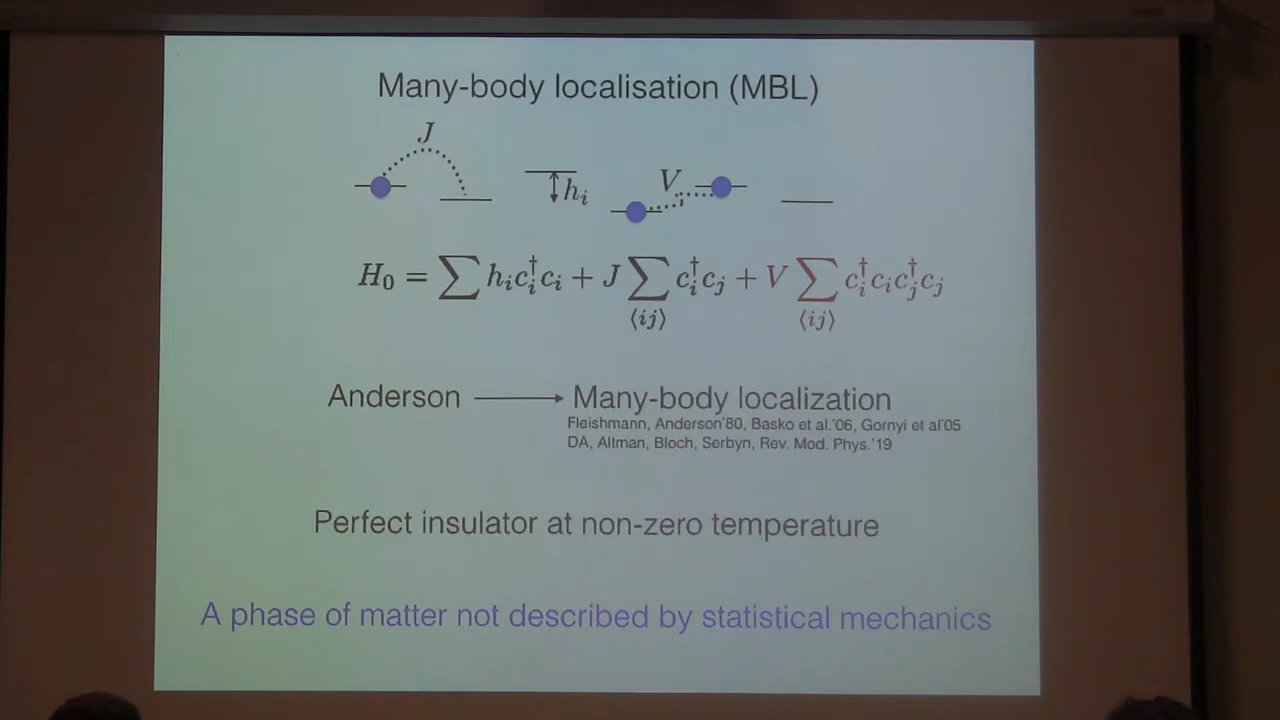 Many-body localisation (MBL)
J
h_i
V
H_0 = ∑ h_i c_i^† c_i + J ∑_{⟨ij⟩} c_i^† c_j + V ∑_{⟨ij⟩} c_i^† c_i c_j^† c_j
Anderson → Many-body localization
Fleishmann, Anderson'80, Basko et al.'06, Gornyi et al'05
DA, Altman, Bloch, Serbyn, Rev. Mod. Phys.'19
Perfect insulator at non-zero temperature
A phase of matter not described by statistical mechanics